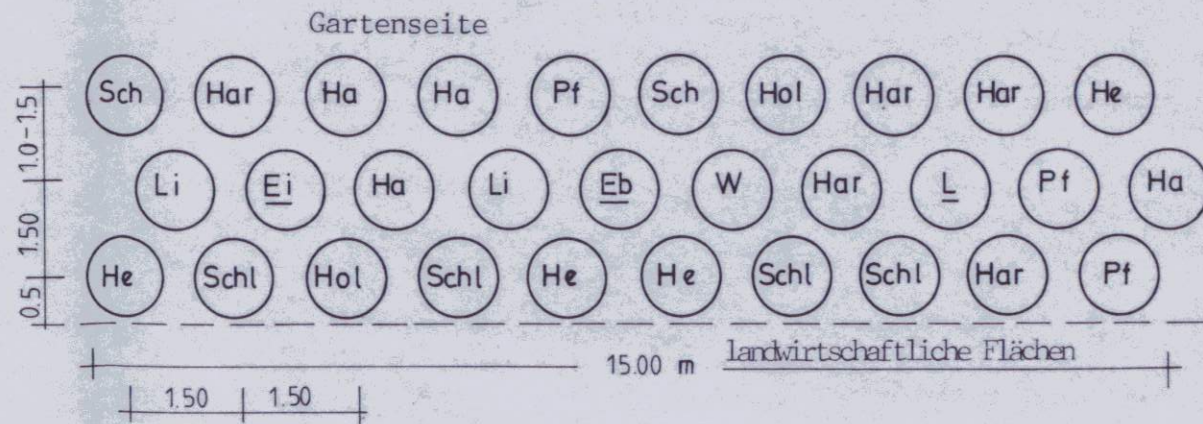 Gartenseite
Sch Har Ha Ha Pf Sch Hol Har Har He
1.0-1.5
Li Ei Ha Li Eb W Har L Pf Ha
1.50
He Schl Hol Schl He He Schl Schl Har Pf
0.5
15.00 m landwirtschaftliche Flächen
1.50 1.50